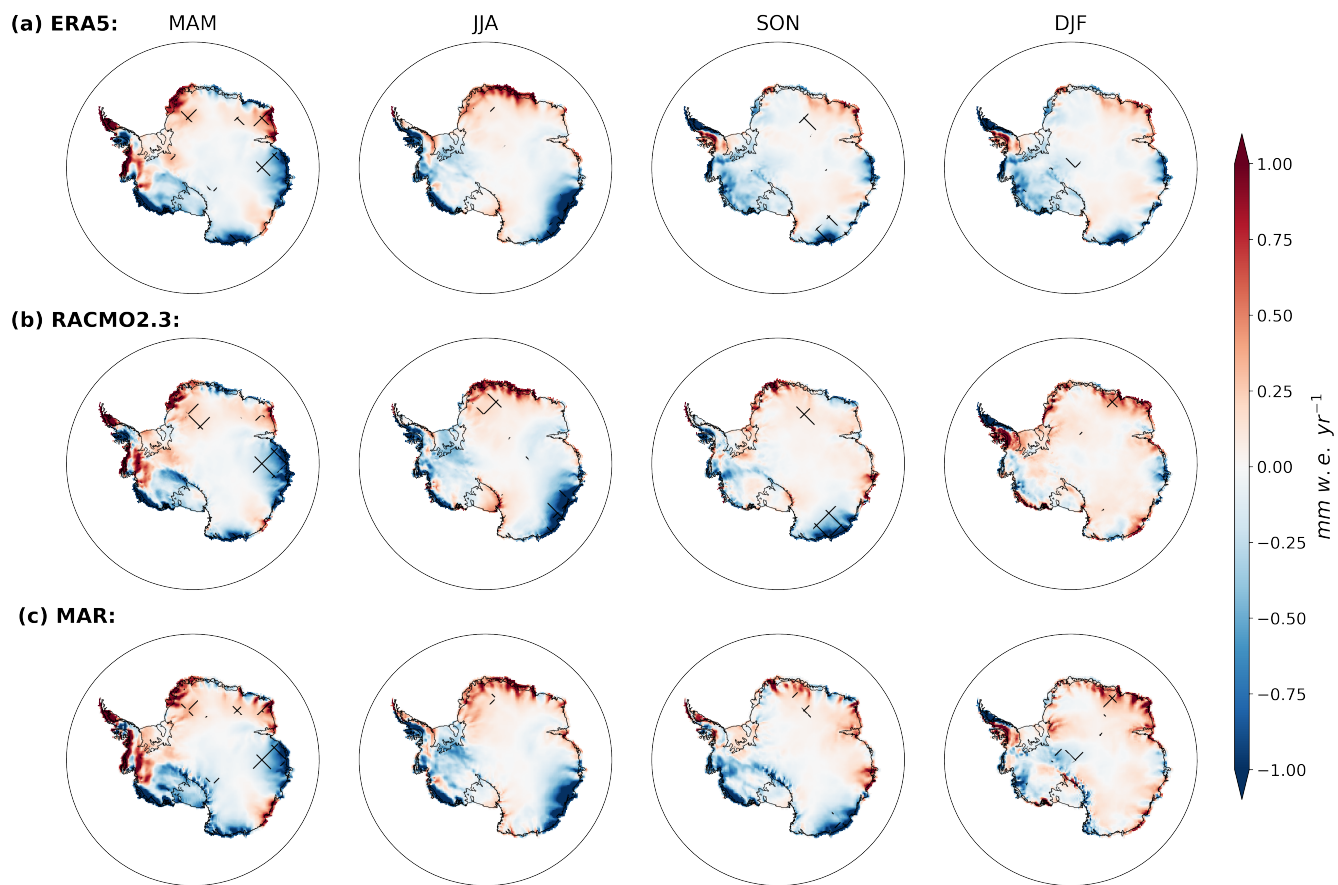 (a) ERA5:
MAM
JJA
SON
DJF
(b) RACMO2.3:
(c) MAR:
1.00
0.75
0.50
0.25
0.00
−0.25
−0.50
−0.75
−1.00
mm w. e. yr⁻¹